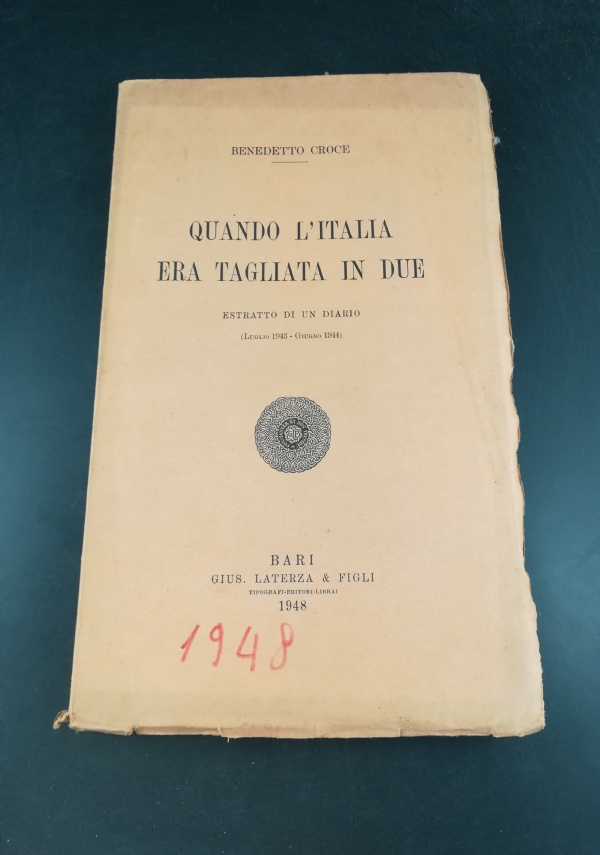 BENEDETTO CROCE
QUANDO L'ITALIA
ERA TAGLIATA IN DUE
ESTRATTO DI UN DIARIO
(LUGLIO 1943 - GIUGNO 1944)
BARI
GIUS. LATERZA & FIGLI
TIPOGRAFI-EDITORI-LIBRAI
1948
1948